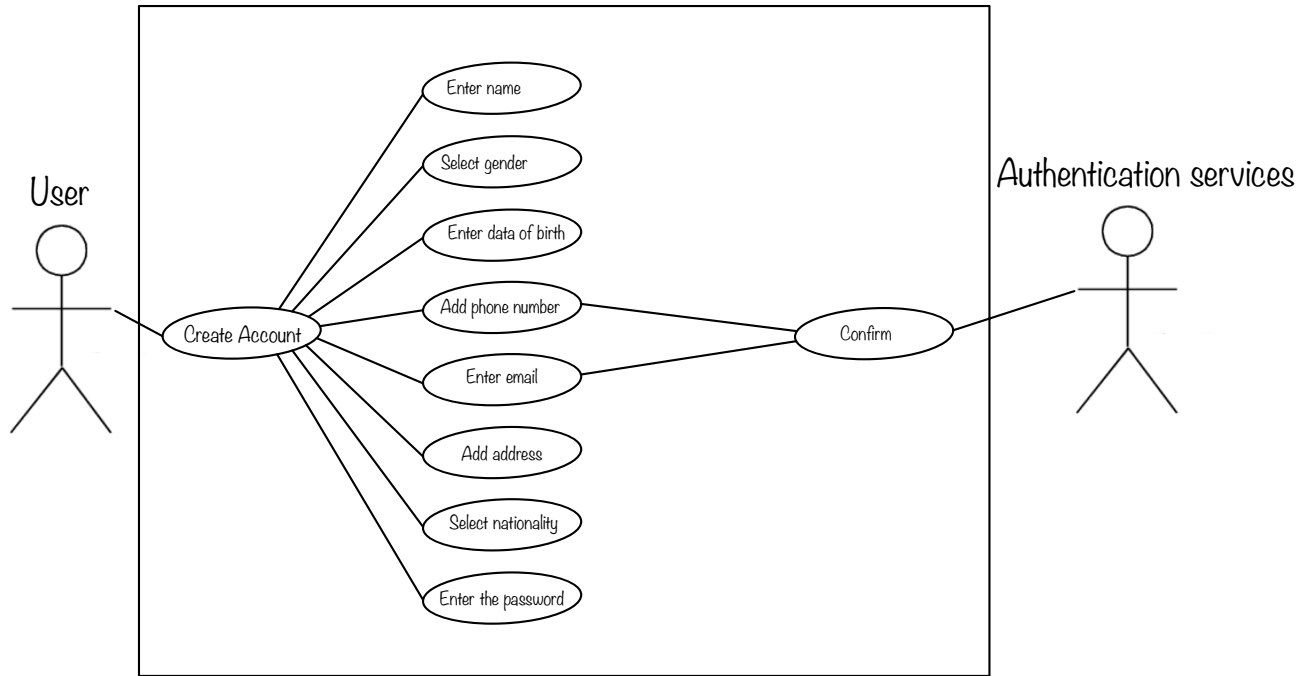 Enter name
Select gender
Authentication services
User
Enter data of birth
Add phone number
Create Account
Confirm
Enter email
Add address
Select nationality
Enter the password